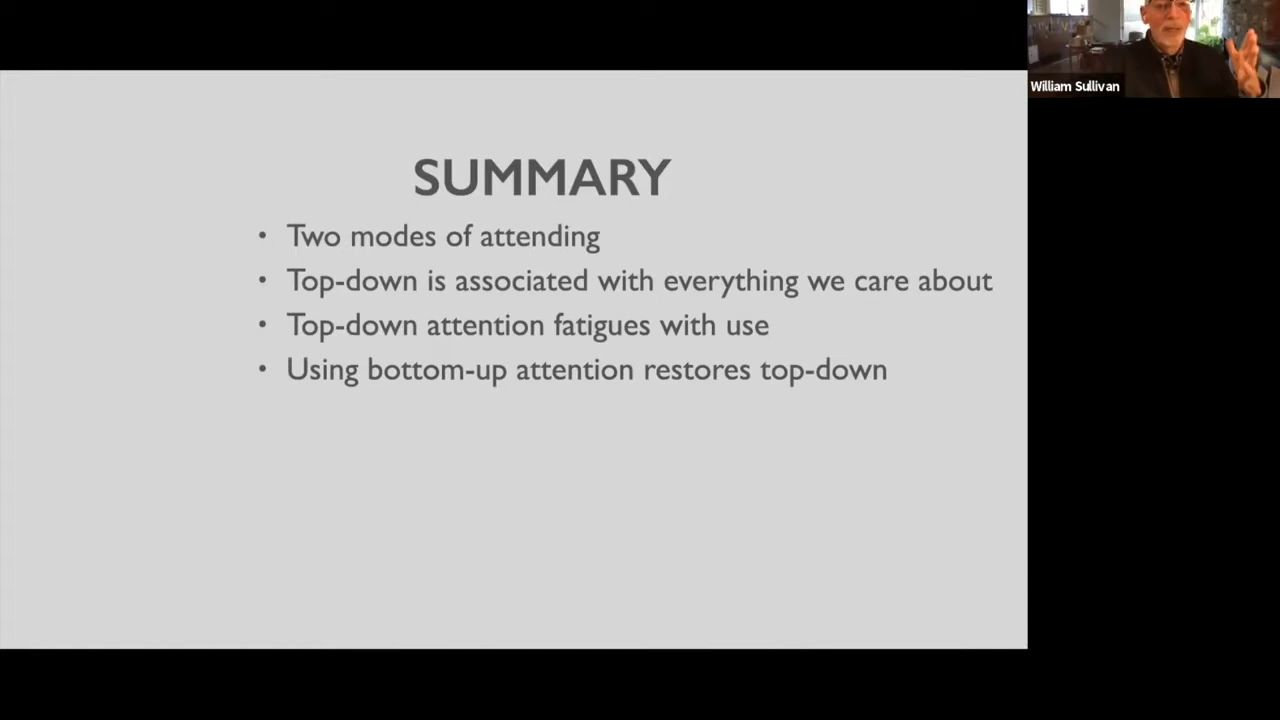 William Sullivan
SUMMARY
• Two modes of attending
• Top-down is associated with everything we care about
• Top-down attention fatigues with use
• Using bottom-up attention restores top-down